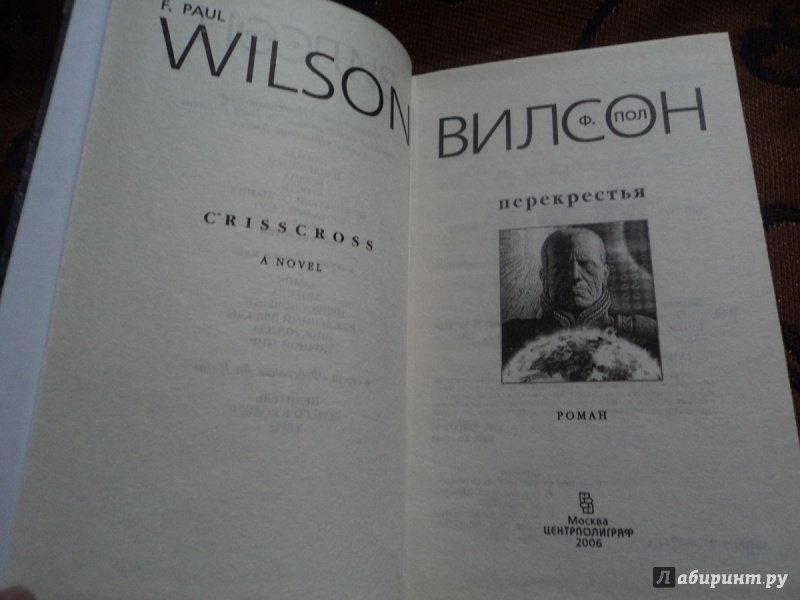 F. PAUL
WILSON
CRISSCROSS
A NOVEL
ВИЛСОН
Ф. ПОЛ
перекрестья
РОМАН
Москва
ЦЕНТРПОЛИГРАФ
2006
Лабиринт.ру